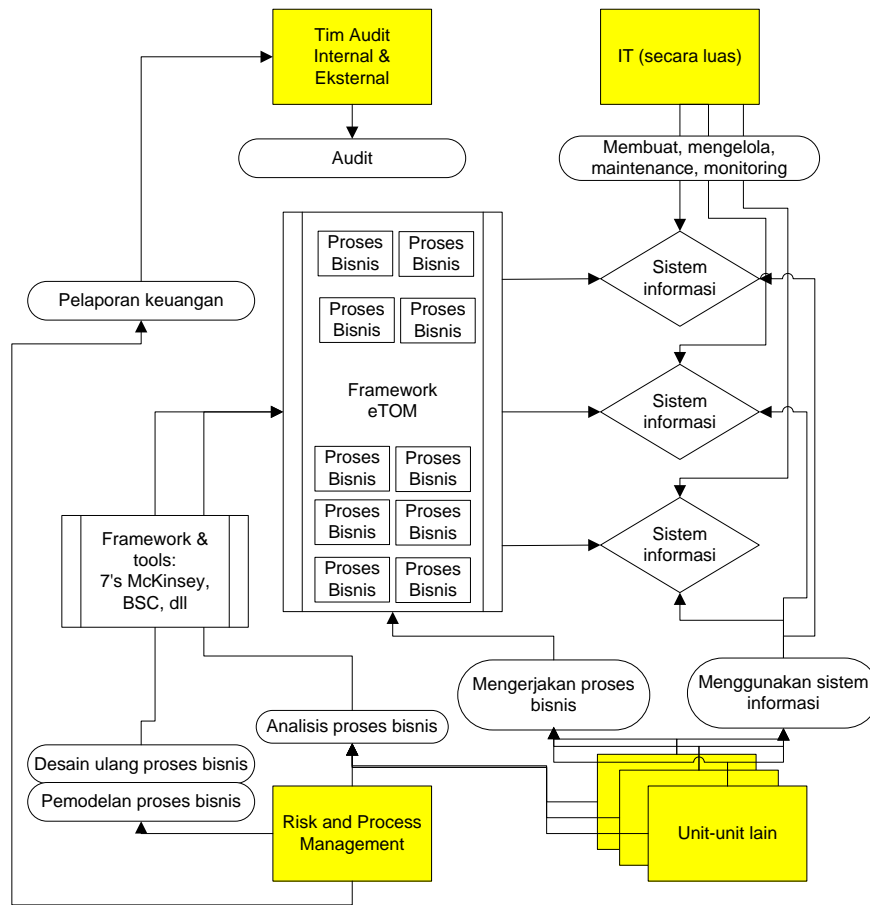 Tim Audit
Internal &
Eksternal
IT (secara luas)
Audit
Membuat, mengelola,
maintenance, monitoring
Proses
Bisnis
Proses
Bisnis
Sistem
informasi
Pelaporan keuangan
Proses
Bisnis
Proses
Bisnis
Framework
eTOM
Sistem
informasi
Proses
Bisnis
Proses
Bisnis
Proses
Bisnis
Proses
Bisnis
Sistem
informasi
Framework &
tools:
7's McKinsey,
BSC, dll
Proses
Bisnis
Proses
Bisnis
Mengerjakan proses
bisnis
Menggunakan sistem
informasi
Analisis proses bisnis
Desain ulang proses bisnis
Pemodelan proses bisnis
Risk and Process
Management
Unit-unit lain